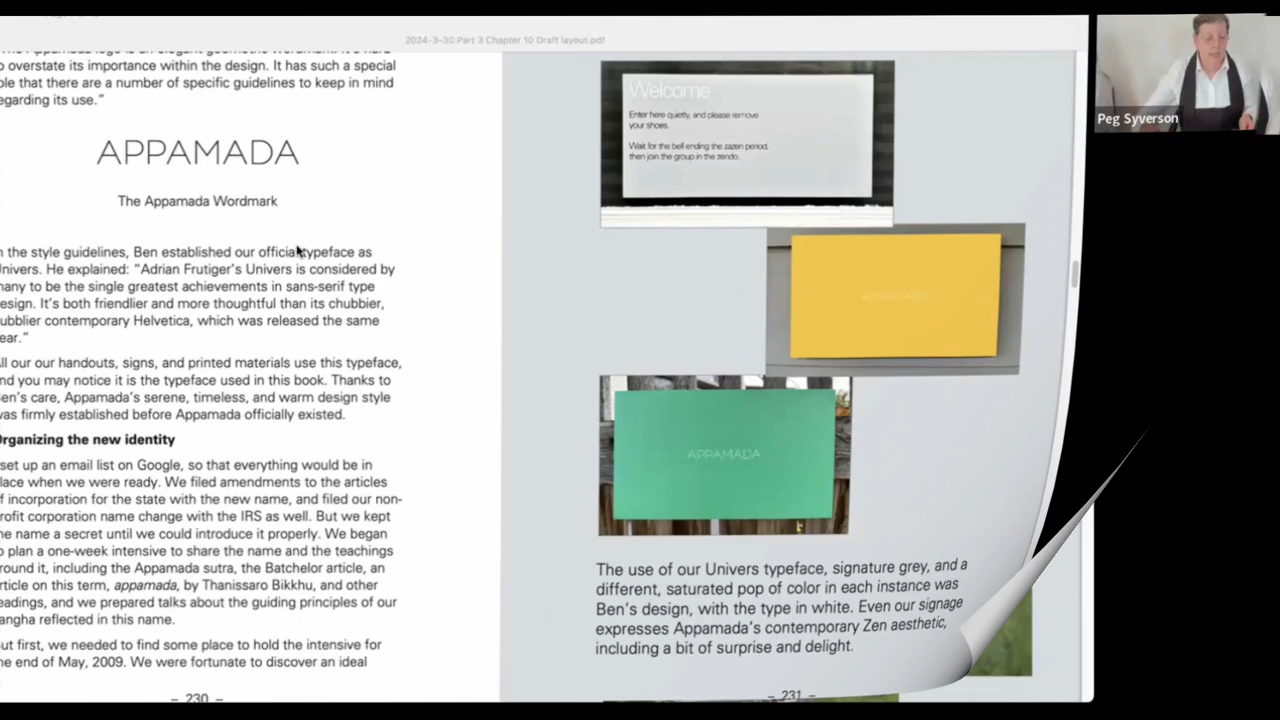 2024-3-30 Part 3 Chapter 10 Draft layout.pdf
o overstate its importance within the design. It has such a special
ole that there are a number of specific guidelines to keep in mind
egarding its use.”
APPAMADA
The Appamada Wordmark
n the style guidelines, Ben established our official typeface as
Univers. He explained: “Adrian Frutiger’s Univers is considered by
many to be the single greatest achievements in sans-serif type
esign. It’s both friendlier and more thoughtful than its chubbier,
ubblier contemporary Helvetica, which was released the same
ear.”
ll our our handouts, signs, and printed materials use this typeface,
nd you may notice it is the typeface used in this book. Thanks to
Ben’s care, Appamada’s serene, timeless, and warm design style
was firmly established before Appamada officially existed.
Organizing the new identity
set up an email list on Google, so that everything would be in
lace when we were ready. We filed amendments to the articles
f incorporation for the state with the new name, and filed our non-
rofit corporation name change with the IRS as well. But we kept
he name a secret until we could introduce it properly. We began
o plan a one-week intensive to share the name and the teachings
round it, including the Appamada sutra, the Batchelor article, an
rticle on this term, appamada, by Thanissaro Bikkhu, and other
eadings, and we prepared talks about the guiding principles of our
angha reflected in this name.
ut first, we needed to find some place to hold the intensive for
he end of May, 2009. We were fortunate to discover an ideal
– 230 –
Welcome
Enter here quietly, and please remove
your shoes.
Wait for the bell ending the zazen period,
then join the group in the zendo.
APPAMADA
APPAMADA
The use of our Univers typeface, signature grey, and a
different, saturated pop of color in each instance was
Ben’s design, with the type in white. Even our signage
expresses Appamada’s contemporary Zen aesthetic,
including a bit of surprise and delight.
– 231 –
Peg Syverson